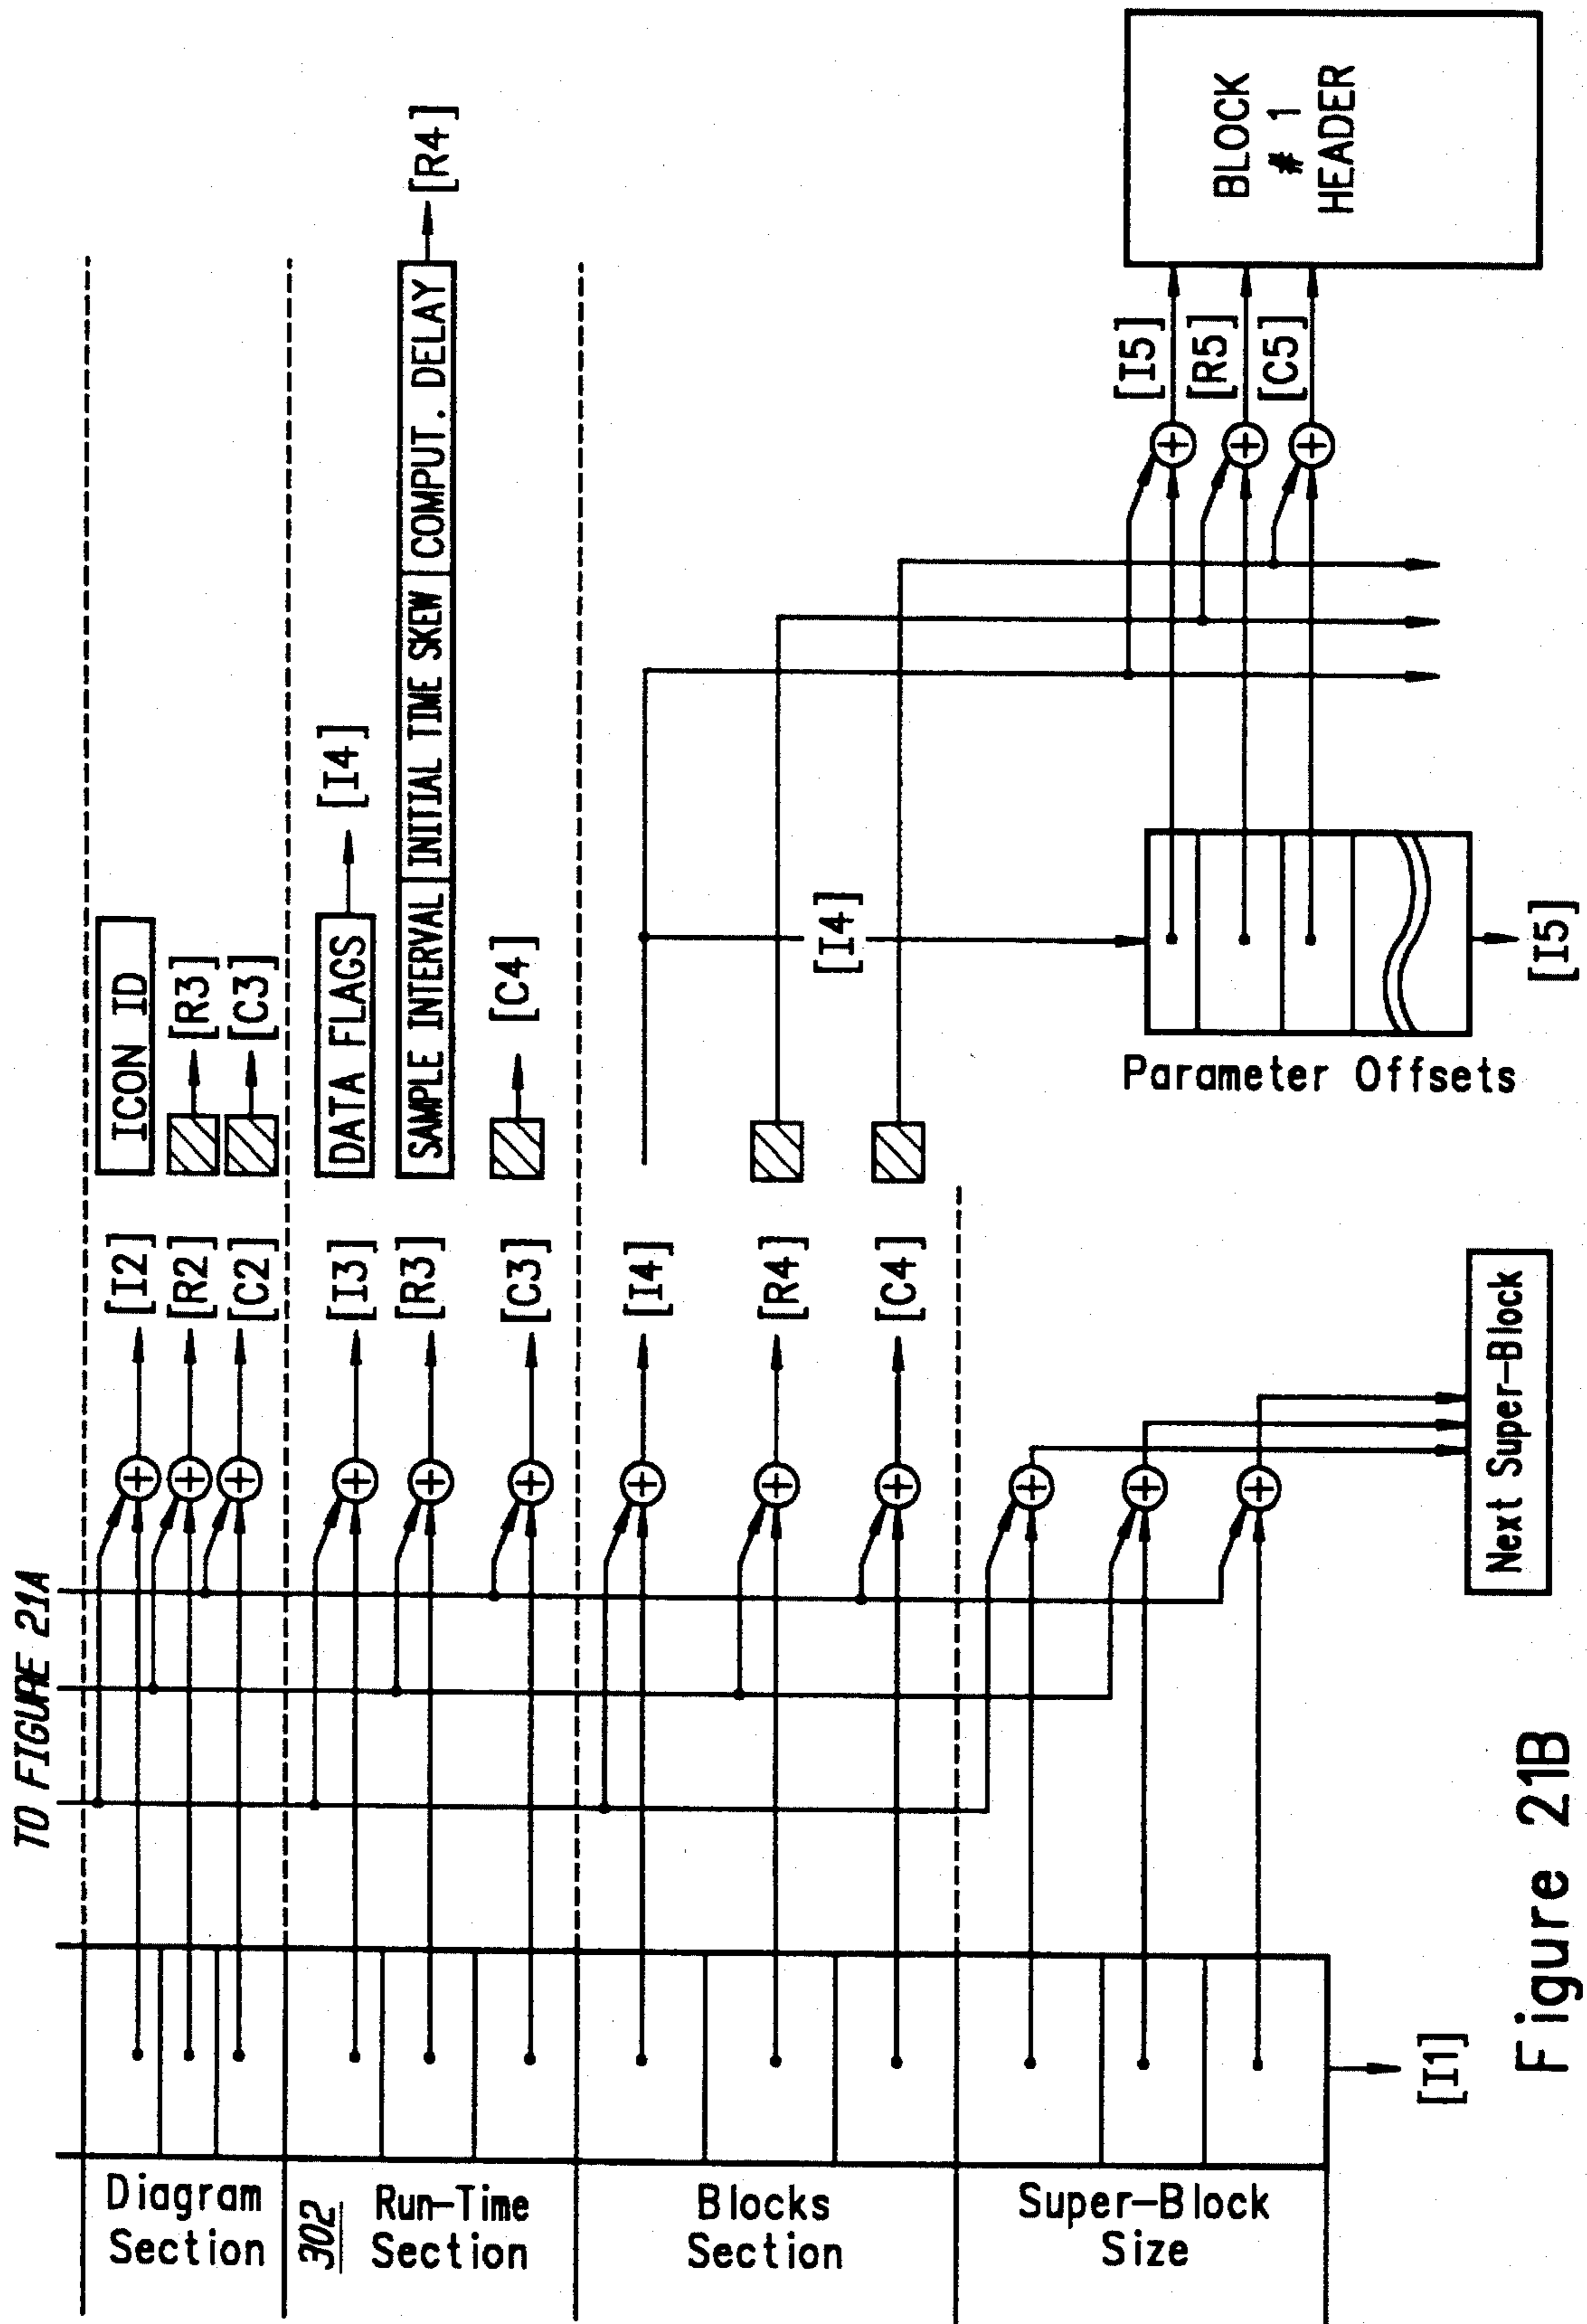 TO FIGURE 21A
Diagram
Section
[I2]
[R2]
[C2]
ICON ID
[R3]
[C3]
302
Run-Time
Section
[I3]
[R3]
[C3]
DATA FLAGS
[I4]
SAMPLE INTERVAL
INITIAL TIME SKEW
COMPUT. DELAY
[R4]
[C4]
Blocks
Section
[I4]
[R4]
[C4]
[I4]
Parameter Offsets
[I5]
[I5]
[R5]
[C5]
BLOCK
# 1
HEADER
Super-Block
Size
Next Super-Block
[I1]
Figure 21B